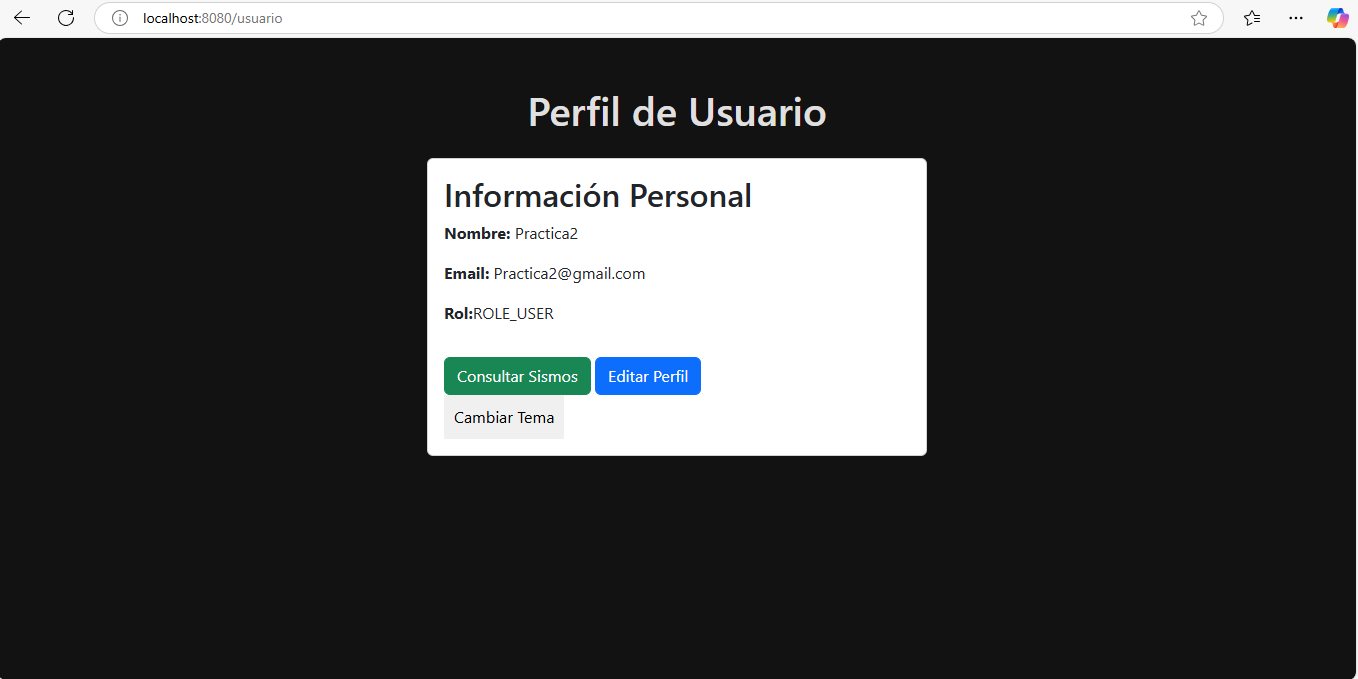 localhost:8080/usuario
Perfil de Usuario
Información Personal
Nombre: Practica2
Email: Practica2@gmail.com
Rol:ROLE_USER
Consultar Sismos Editar Perfil
Cambiar Tema